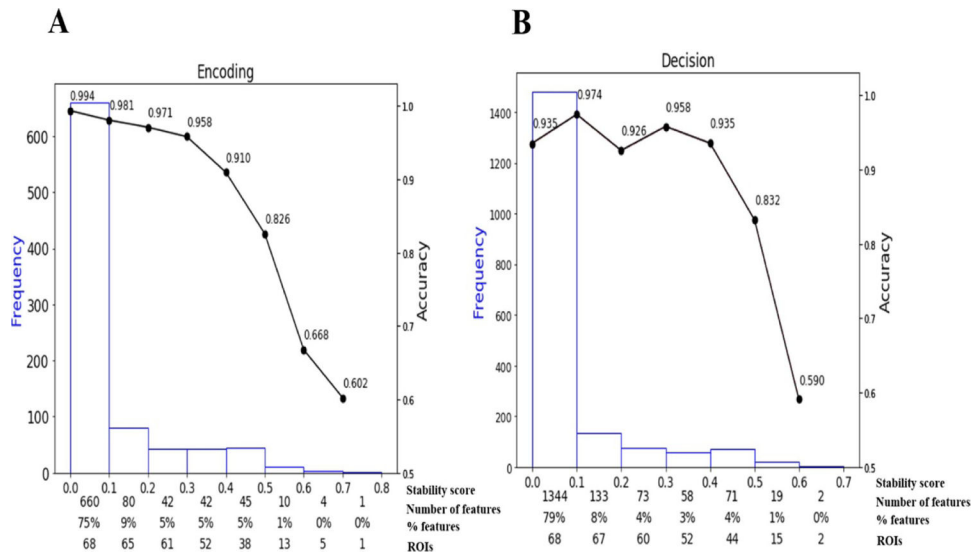 A
B
Encoding
Decision
0.994
0.981
0.971
0.958
0.910
0.826
0.668
0.602
600
500
400
300
200
100
0
Frequency
1.0
0.9
0.8
0.7
0.6
0.5
Accuracy
0.0 0.1 0.2 0.3 0.4 0.5 0.6 0.7 0.8 Stability score
660 80 42 42 45 10 4 1 Number of features
75% 9% 5% 5% 5% 1% 0% 0% % features
68 65 61 52 38 13 5 1 ROIs
0.935
0.974
0.926
0.958
0.935
0.832
0.590
1400
1200
1000
800
600
400
200
0
Frequency
1.0
0.9
0.8
0.7
0.6
0.5
Accuracy
0.0 0.1 0.2 0.3 0.4 0.5 0.6 0.7 Stability score
1344 133 73 58 71 19 2 Number of features
79% 8% 4% 3% 4% 1% 0% % features
68 67 60 52 44 15 2 ROIs